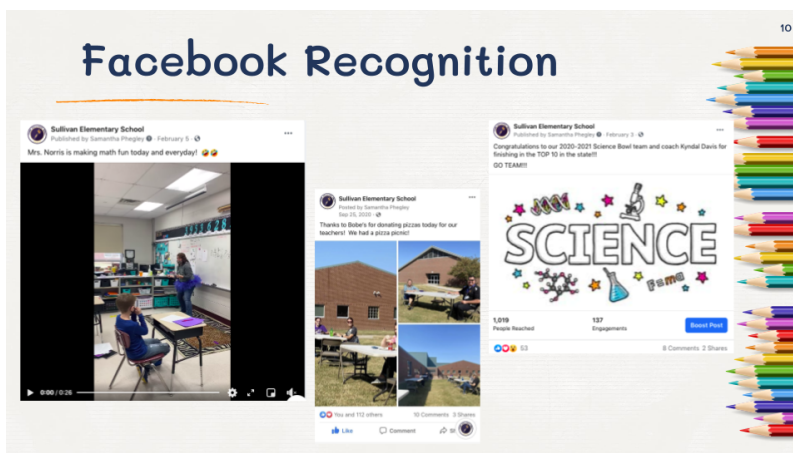 10
Facebook Recognition
Sullivan Elementary School
Published by Samantha Phegley · February 5 ·
Mrs. Norris is making math fun today and everyday! 🤣🤣
0:00 / 0:26
Sullivan Elementary School
Posted by Samantha Phegley
Sep 25, 2020 ·
Thanks to Bobe's for donating pizzas today for our
teachers! We had a pizza picnic!
You and 112 others 10 Comments 3 Shares
Like Comment
Sullivan Elementary School
Published by Samantha Phegley · February 3 ·
Congratulations to our 2020-2021 Science Bowl team and coach Kyndal Davis for
finishing in the TOP 10 in the state!!!
GO TEAM!!!
SCIENCE
F=ma
1,019 137
People Reached Engagements Boost Post
53 8 Comments 2 Shares